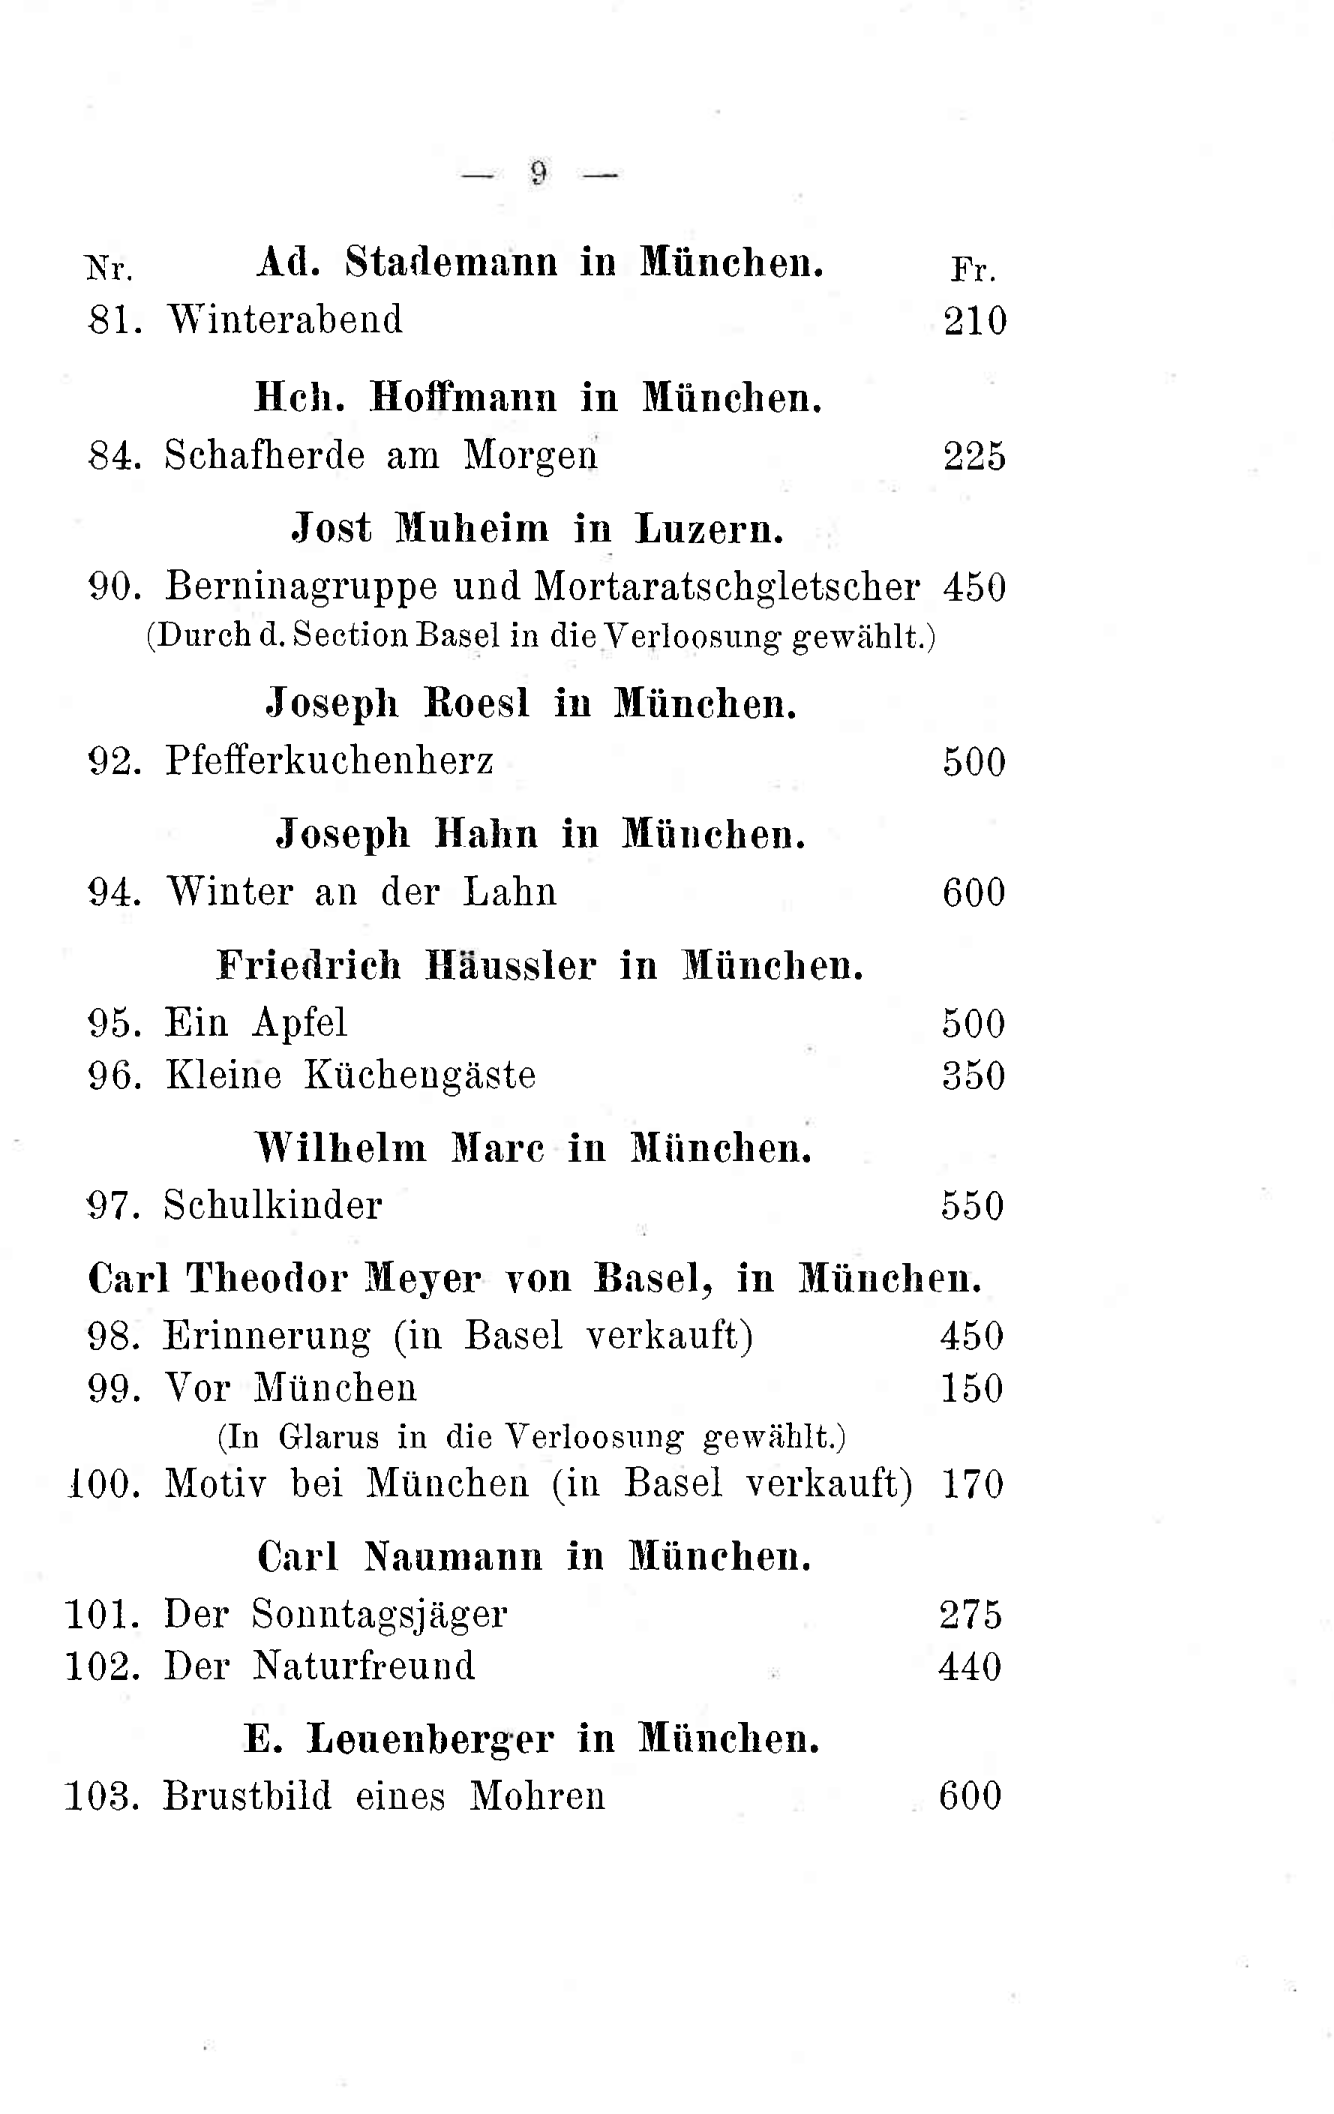 — 9 —
Nr. Ad. Stademann in München. Fr.
81. Winterabend 210
Hch. Hoffmann in München.
84. Schafherde am Morgen 225
Jost Muheim in Luzern.
90. Berninagruppe und Mortaratschgletscher 450
(Durch d. Section Basel in die Verloosung gewählt.)
Joseph Roesl in München.
92. Pfefferkuchenherz 500
Joseph Hahn in München.
94. Winter an der Lahn 600
Friedrich Häussler in München.
95. Ein Apfel 500
96. Kleine Küchengäste 350
Wilhelm Marc in München.
97. Schulkinder 550
Carl Theodor Meyer von Basel, in München.
98. Erinnerung (in Basel verkauft) 450
99. Vor München 150
(In Glarus in die Verloosung gewählt.)
100. Motiv bei München (in Basel verkauft) 170
Carl Naumann in München.
101. Der Sonntagsjäger 275
102. Der Naturfreund 440
E. Leuenberger in München.
103. Brustbild eines Mohren 600